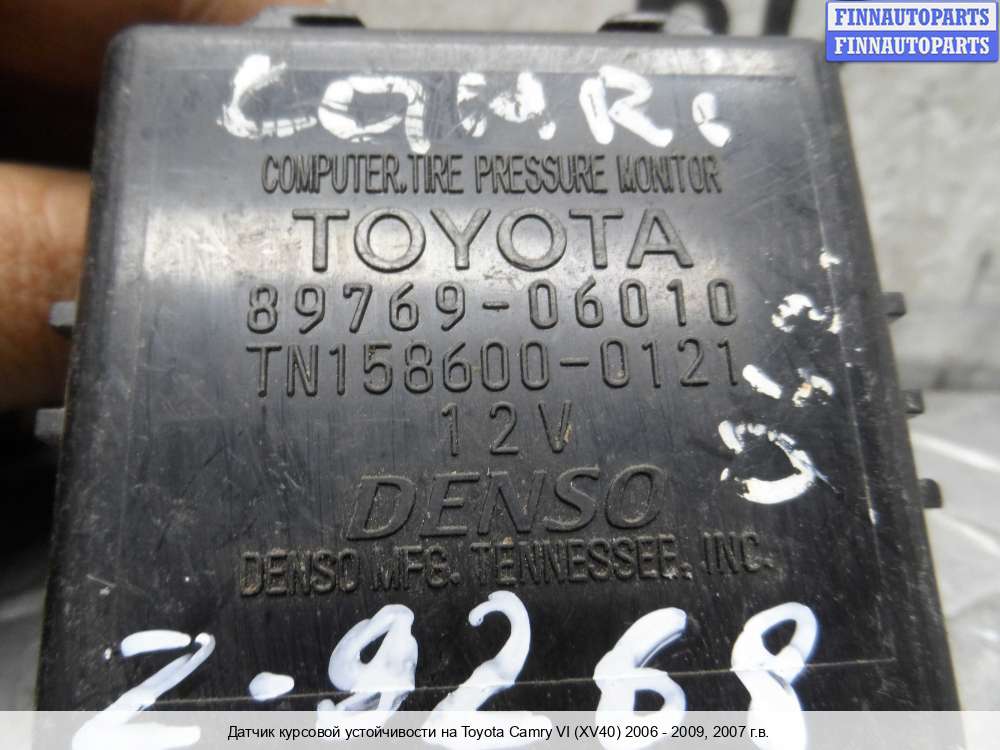 FINNAUTOPARTS
FINNAUTOPARTS
COMPUTER.TIRE PRESSURE MONITOR
TOYOTA
89769-06010
TN158600-0121
12V
DENSO
DENSO MFG. TENNESSEE, INC.
Z-9268
Датчик курсовой устойчивости на Toyota Camry VI (XV40) 2006 - 2009, 2007 г.в.